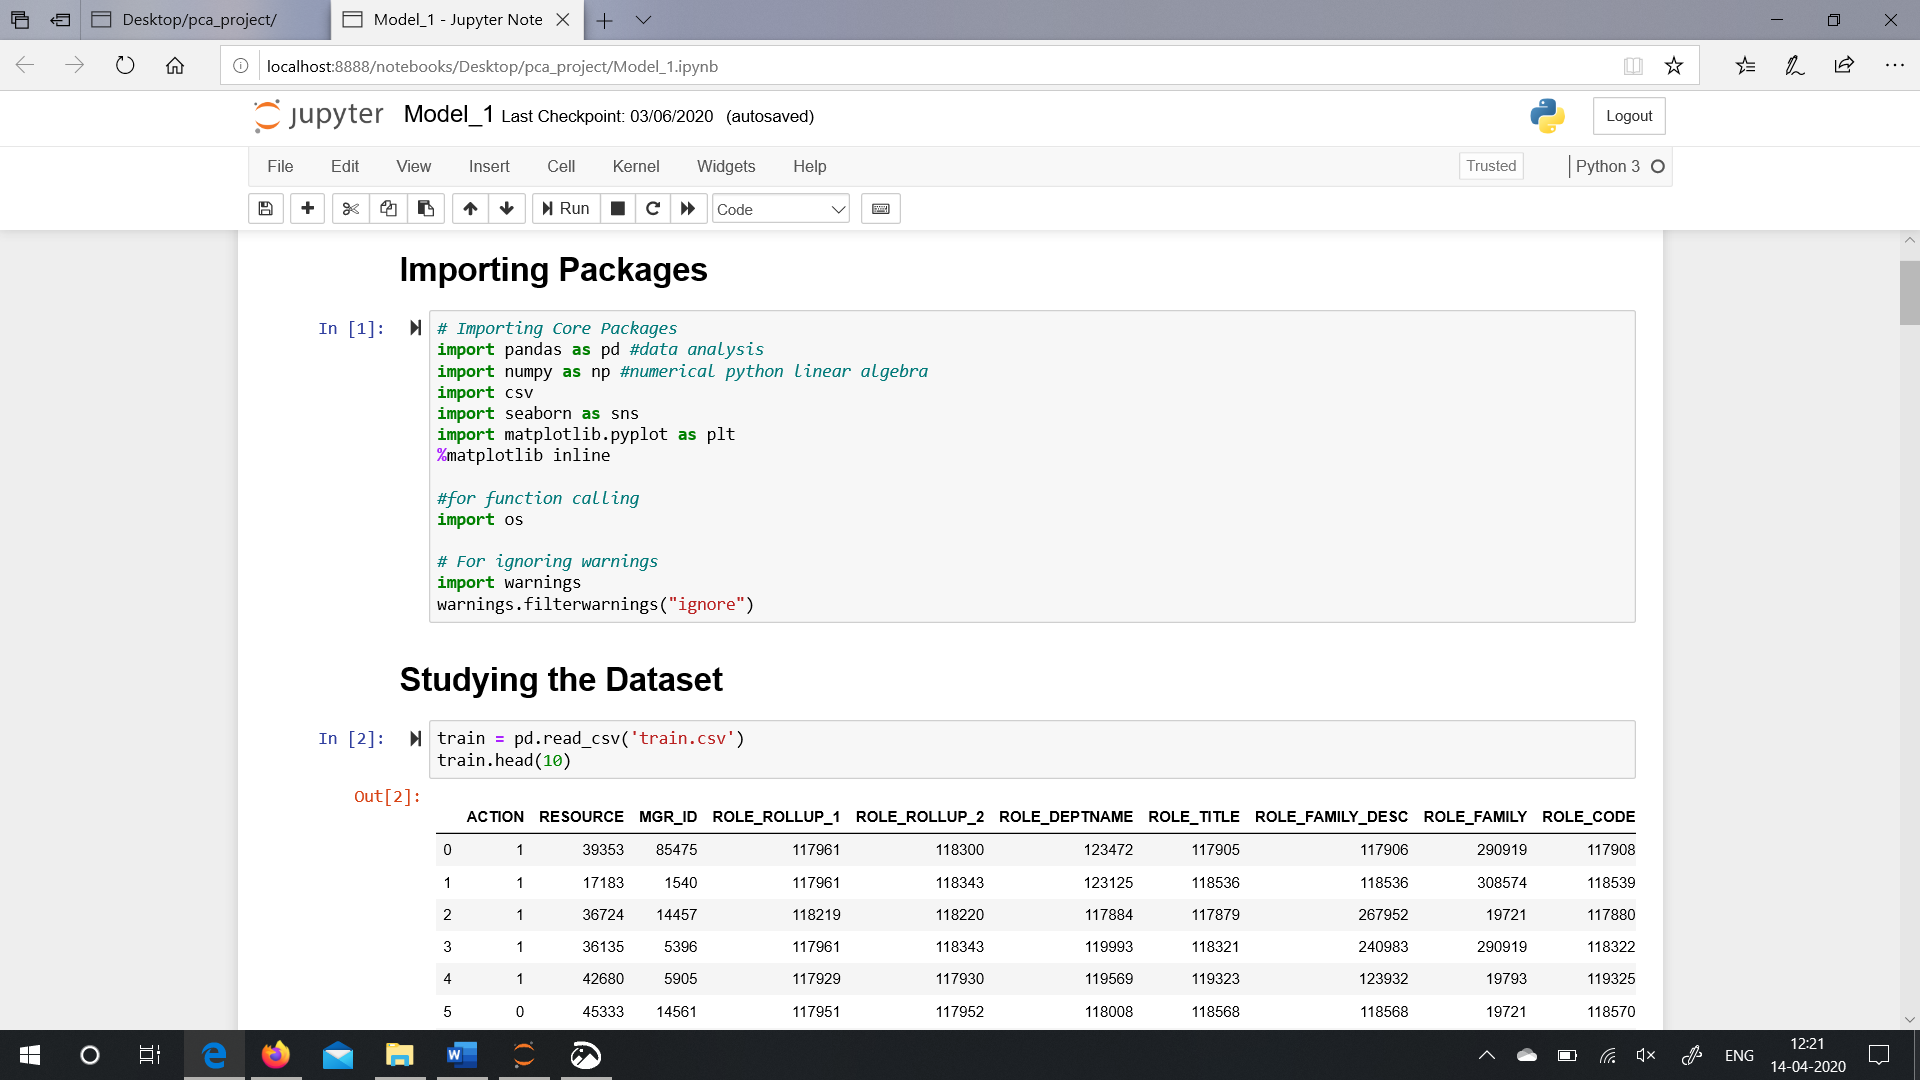 Desktop/pca_project/
Model_1 - Jupyter Note
localhost:8888/notebooks/Desktop/pca_project/Model_1.ipynb
jupyter Model_1 Last Checkpoint: 03/06/2020 (autosaved)
Logout
File Edit View Insert Cell Kernel Widgets Help
Trusted
Python 3
Run
Code
Importing Packages
In [1]:
# Importing Core Packages
import pandas as pd #data analysis
import numpy as np #numerical python linear algebra
import csv
import seaborn as sns
import matplotlib.pyplot as plt
%matplotlib inline
#for function calling
import os
# For ignoring warnings
import warnings
warnings.filterwarnings("ignore")
Studying the Dataset
In [2]:
train = pd.read_csv('train.csv')
train.head(10)
Out[2]:
ACTION RESOURCE MGR_ID ROLE_ROLLUP_1 ROLE_ROLLUP_2 ROLE_DEPTNAME ROLE_TITLE ROLE_FAMILY_DESC ROLE_FAMILY ROLE_CODE
0 1 39353 85475 117961 118300 123472 117905 117906 290919 117908
1 1 17183 1540 117961 118343 123125 118536 118536 308574 118539
2 1 36724 14457 118219 118220 117884 117879 267952 19721 117880
3 1 36135 5396 117961 118343 119993 118321 240983 290919 118322
4 1 42680 5905 117929 117930 119569 119323 123932 19793 119325
5 0 45333 14561 117951 117952 118008 118568 118568 19721 118570
ENG
12:21
14-04-2020